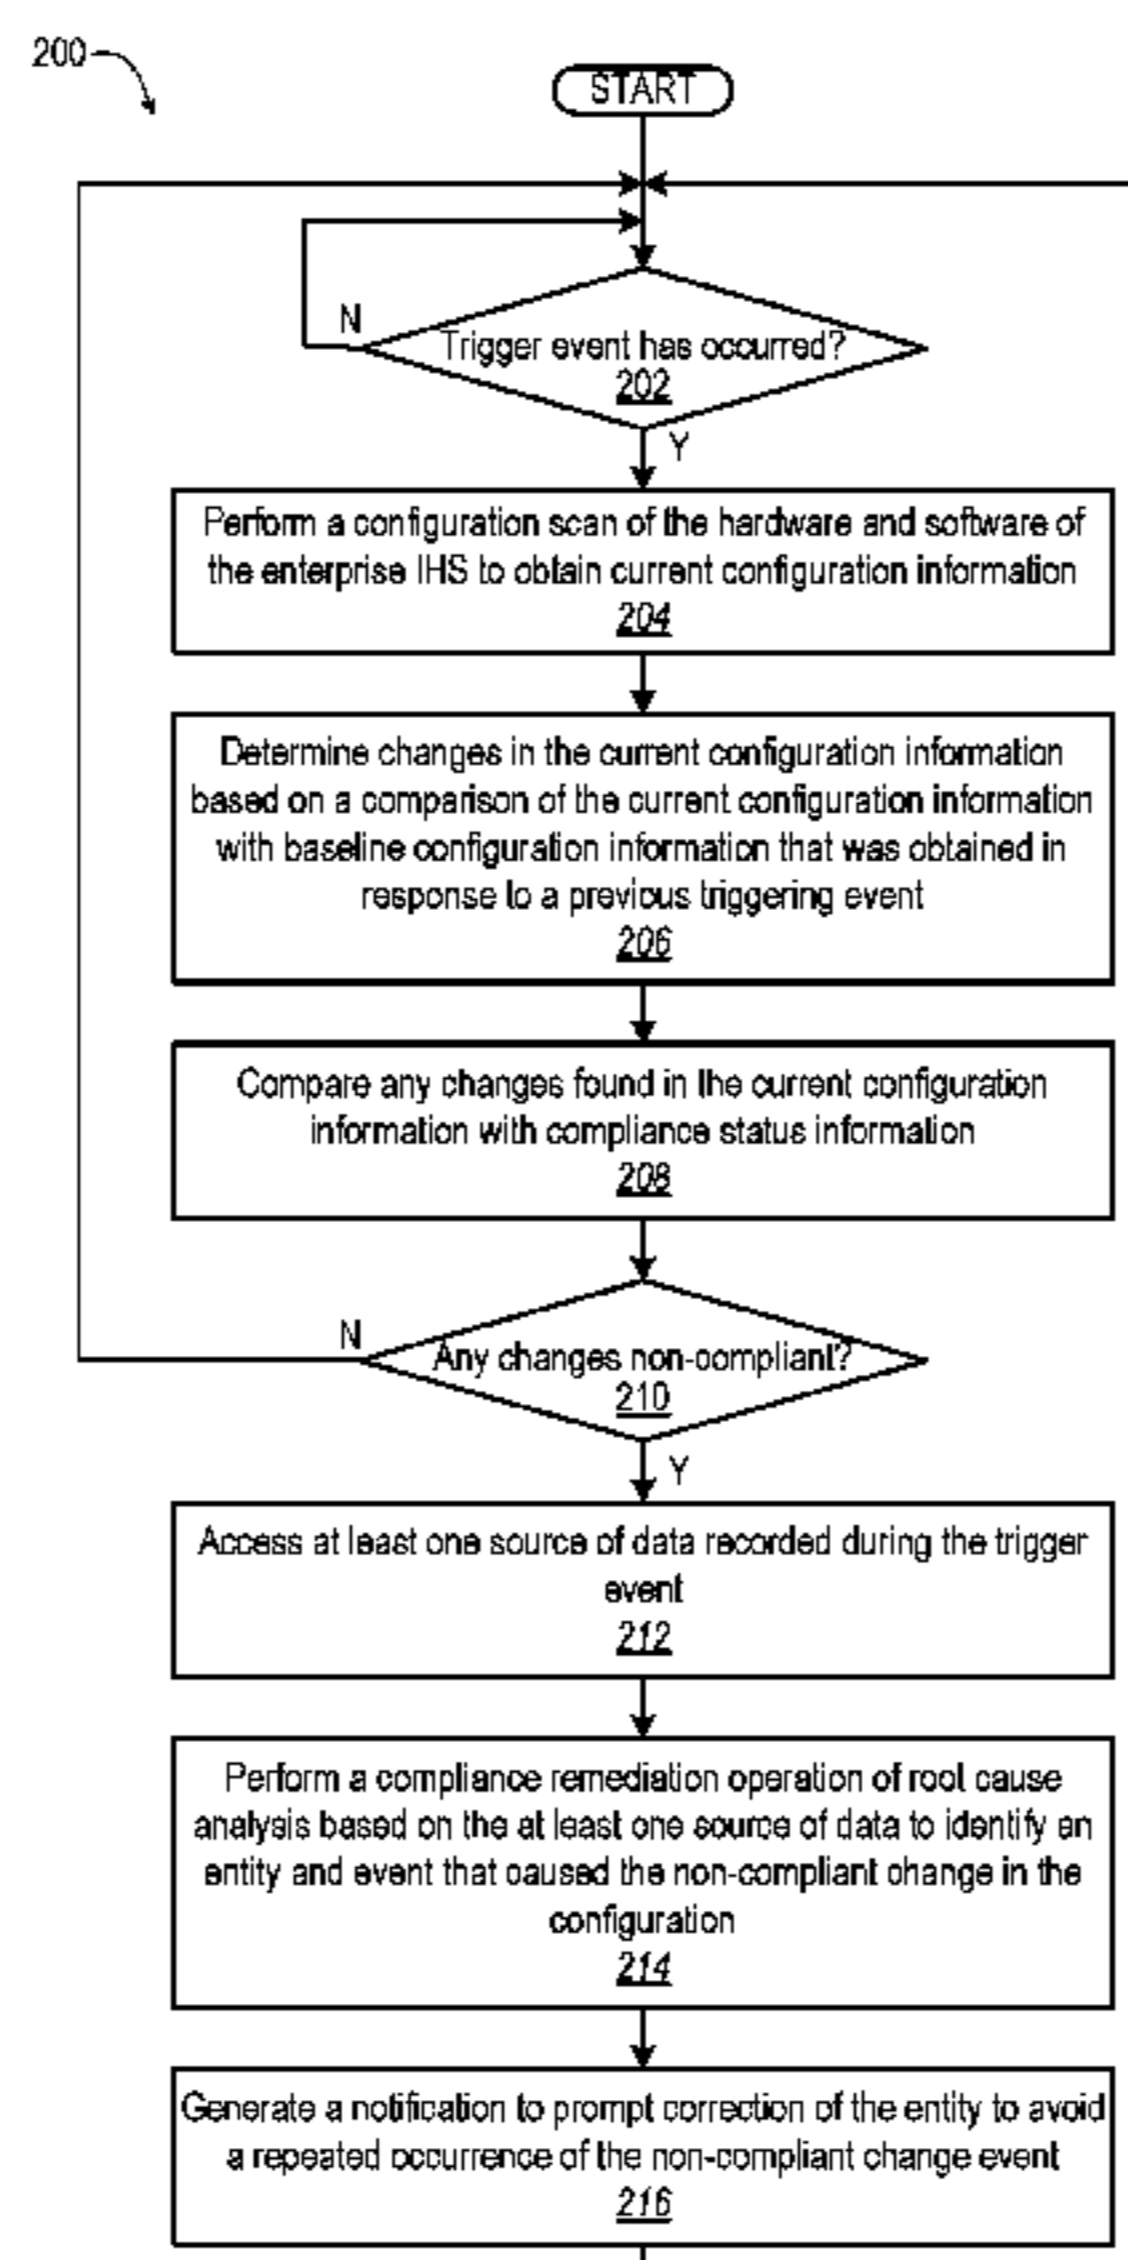 200
START
N
Trigger event has occurred?
202
Y
Perform a configuration scan of the hardware and software of
the enterprise IHS to obtain current configuration information
204
Determine changes in the current configuration information
based on a comparison of the current configuration information
with baseline configuration information that was obtained in
response to a previous triggering event
206
Compare any changes found in the current configuration
information with compliance status information
208
N
Any changes non-compliant?
210
Y
Access at least one source of data recorded during the trigger
event
212
Perform a compliance remediation operation of root cause
analysis based on the at least one source of data to identify an
entity and event that caused the non-compliant change in the
configuration
214
Generate a notification to prompt correction of the entity to avoid
a repeated occurrence of the non-compliant change event
216